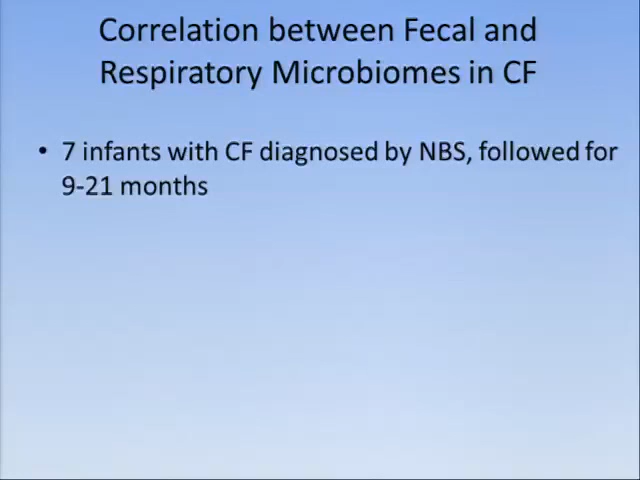 Correlation between Fecal and
Respiratory Microbiomes in CF
• 7 infants with CF diagnosed by NBS, followed for
9-21 months